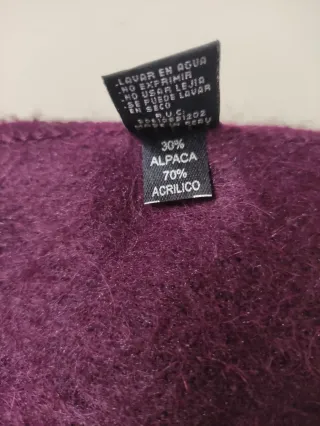 .LAVAR EN AGUA
.NO EXPRIMIR
.NO USAR LEJIA
.SE PUEDE LAVAR
EN SECO
R.U.C.
MADE IN PERU
30%
ALPACA
70%
ACRILICO